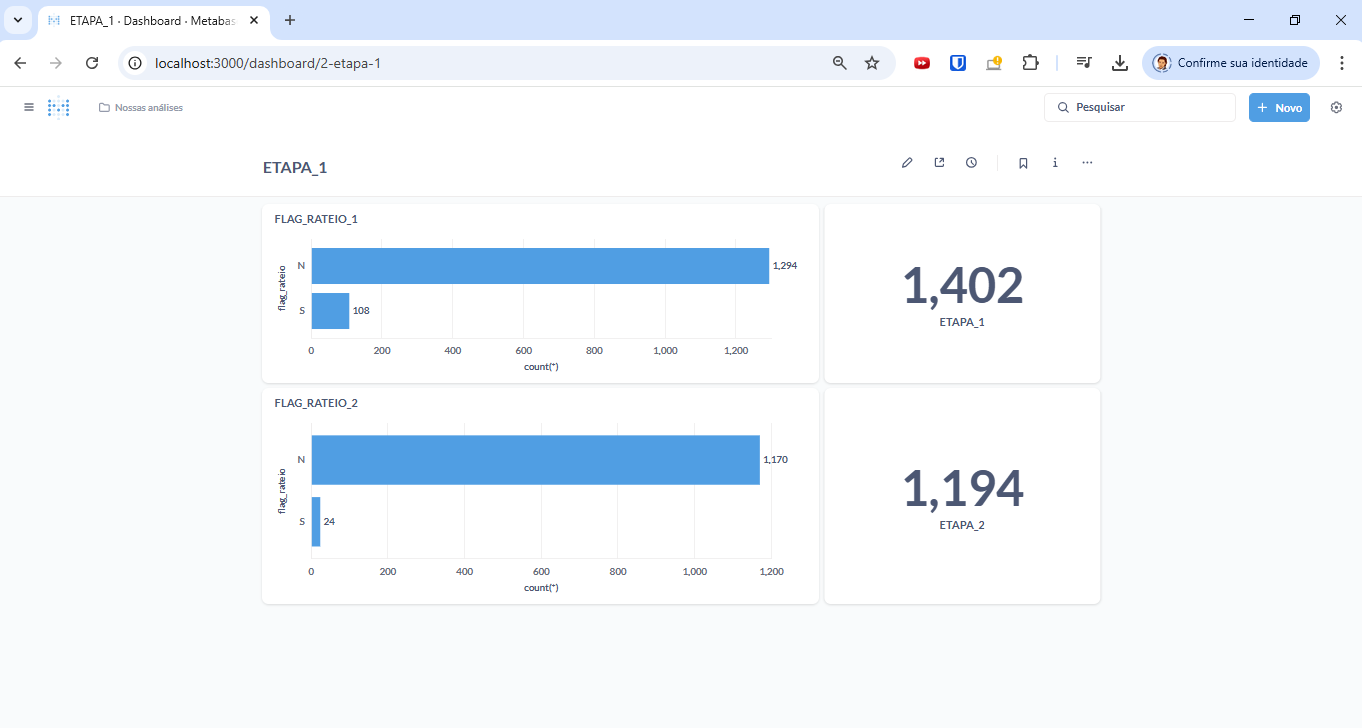 ETAPA_1 · Dashboard · Metabas
localhost:3000/dashboard/2-etapa-1
Confirme sua identidade
Nossas análises
Pesquisar
+ Novo
ETAPA_1
FLAG_RATEIO_1
flag_rateio
N
1,294
S
108
0 200 400 600 800 1,000 1,200
count(*)
1,402
ETAPA_1
FLAG_RATEIO_2
flag_rateio
N
1,170
S
24
0 200 400 600 800 1,000 1,200
count(*)
1,194
ETAPA_2